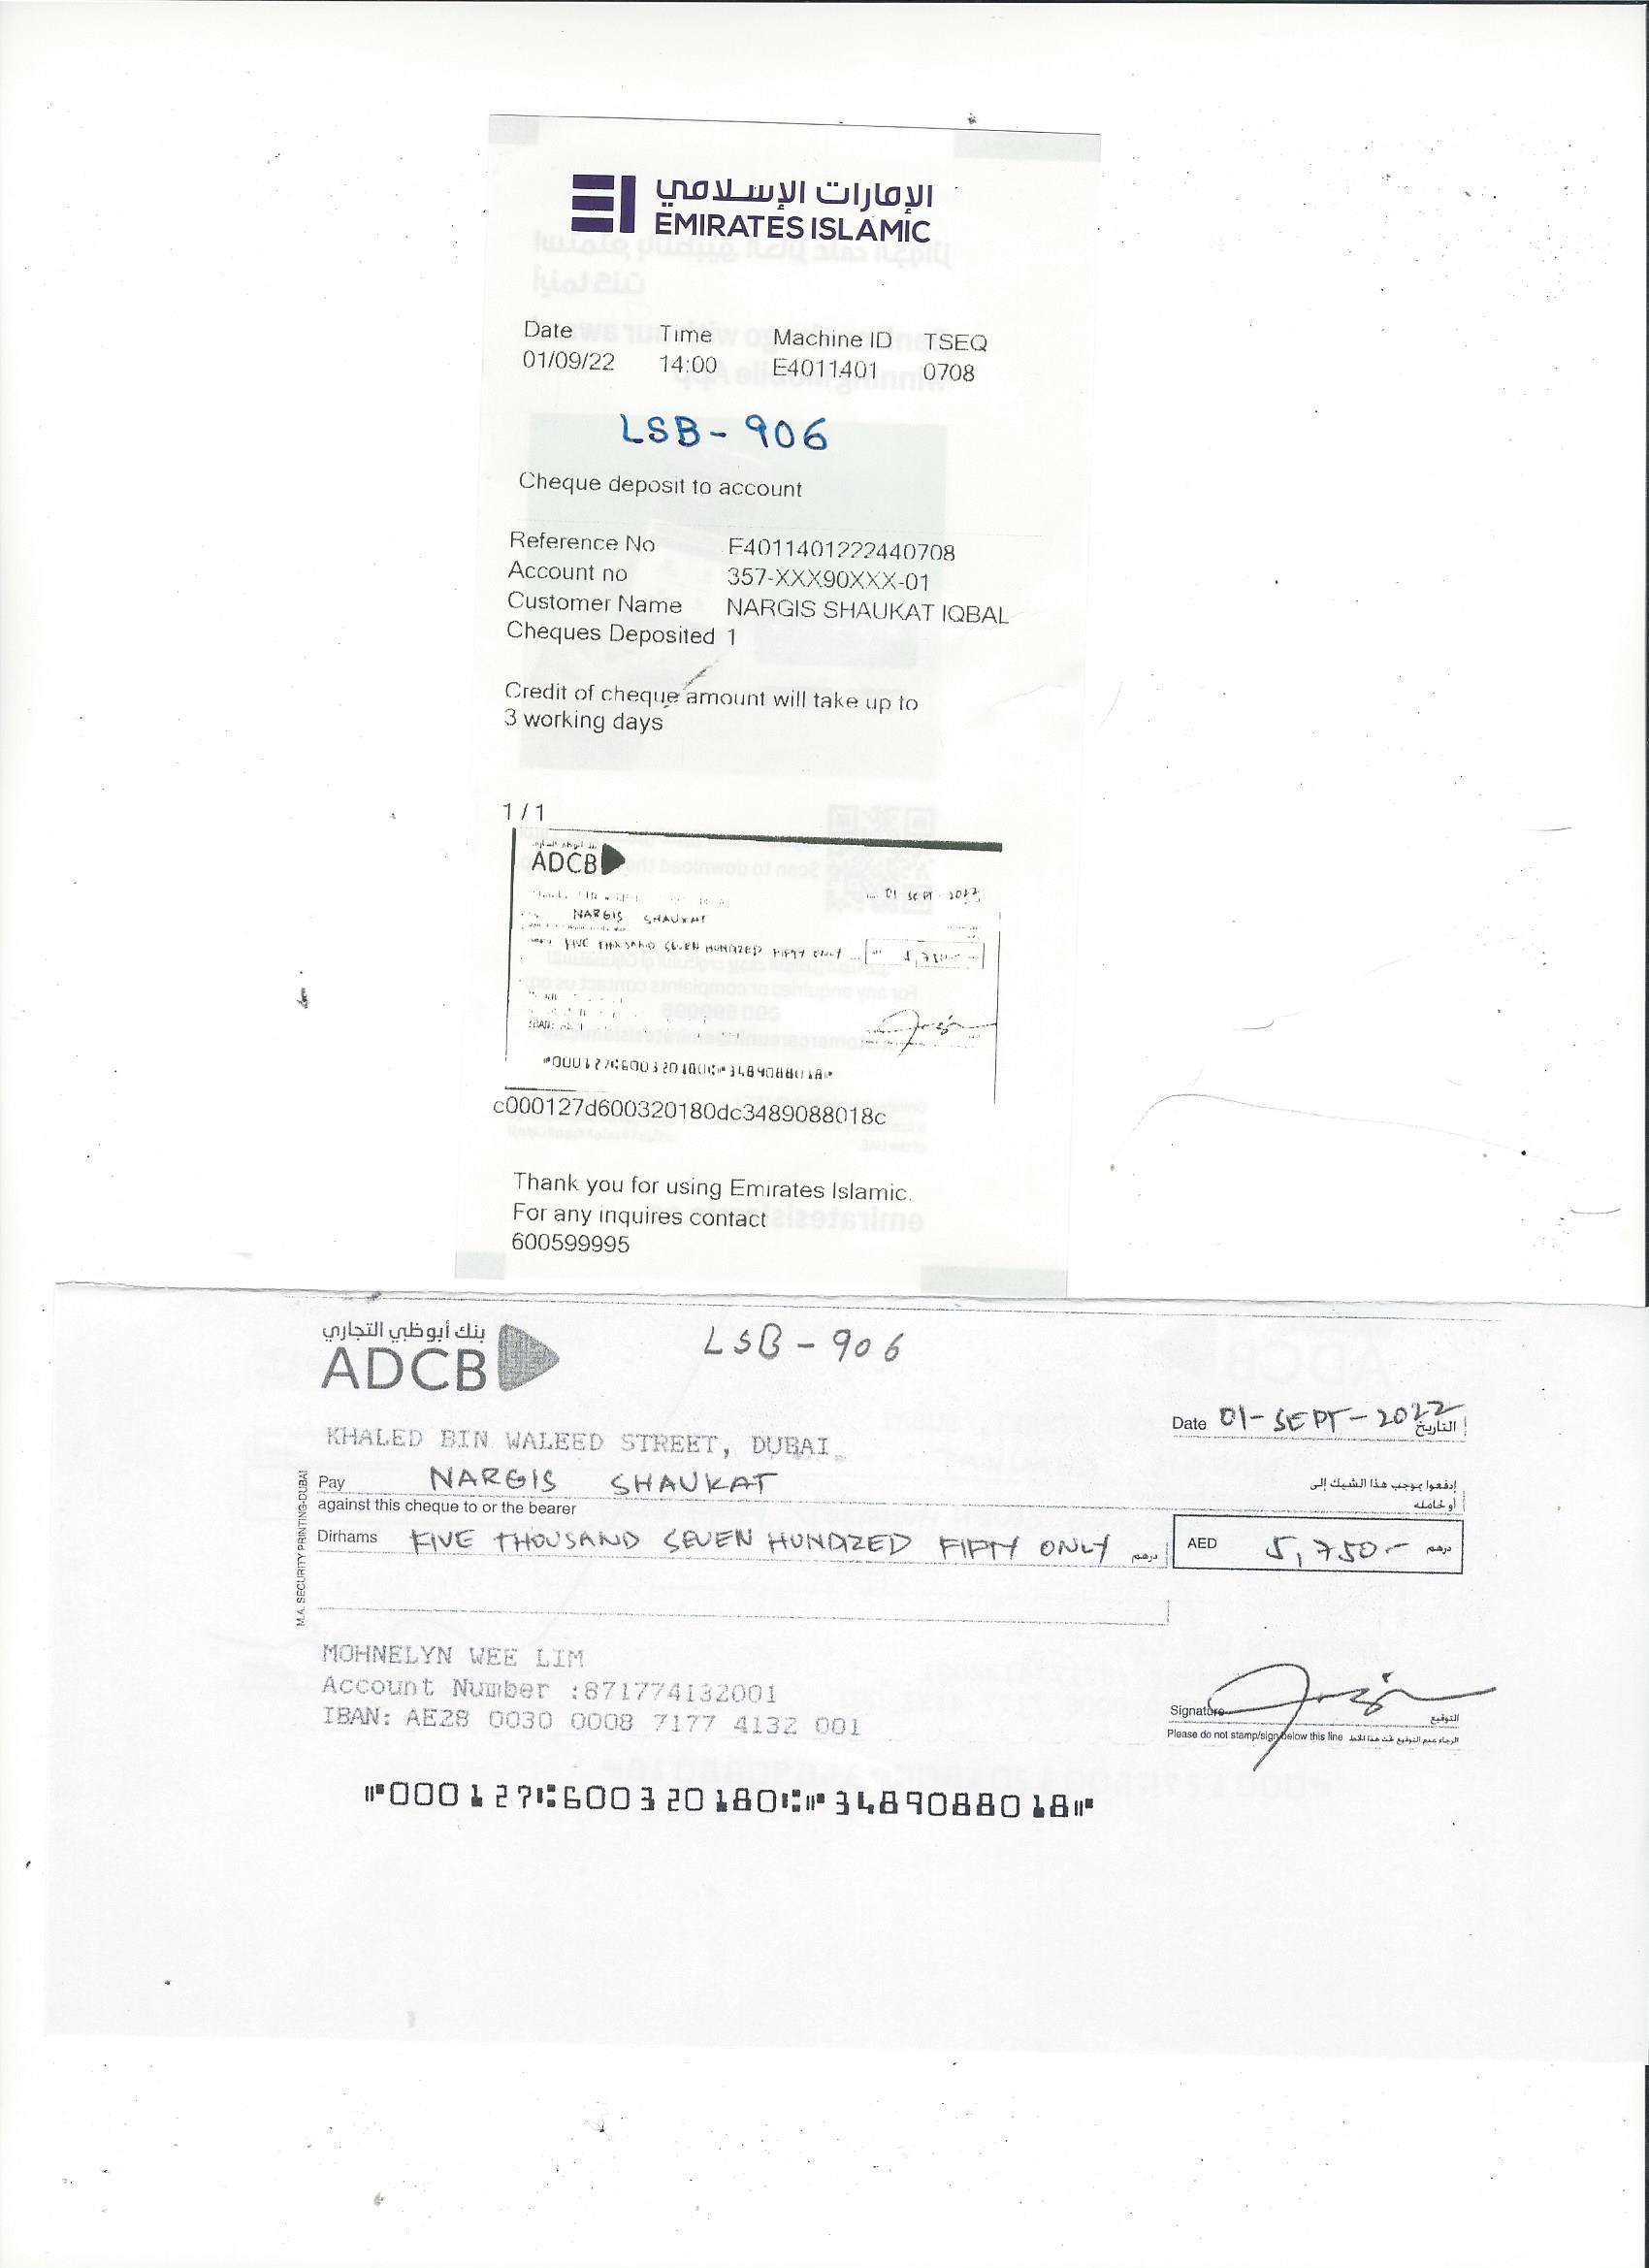 الإمارات الإسلامي
EMIRATES ISLAMIC
Date Time Machine ID TSEQ
01/09/22 14:00 E4011401 0708
LSB-906
Cheque deposit to account
Reference No E4011401222440708
Account no 357-XXX90XXX-01
Customer Name NARGIS SHAUKAT IQBAL
Cheques Deposited 1
Credit of cheque amount will take up to
3 working days
1/1
ADCB
01 SEPT-2022
NARGIS SHAUKAT
FIVE THOUSAND SEVEN HUNDRED FIFTY ONLY 5,750
IBAN:
000127 600320180 3489088018
c000127d600320180dc3489088018c
Thank you for using Emirates Islamic.
For any inquires contact
600599995
بنك أبوظبي التجاري
ADCB
LSB-906
Date 01-SEPT-2022 التاريخ
KHALED BIN WALEED STREET, DUBAI.
Pay NARGIS SHAUKAT إدفعوا بموجب هذا الشيك إلى
against this cheque to or the bearer أو لحامله
Dirhams FIVE THOUSAND SEVEN HUNDRED FIFTY ONLY درهم AED 5,750.- درهم
M.A. SECURITY PRINTING-DUBAI
MOHNELYN WEE LIM
Account Number :871774132001
IBAN: AE28 0030 0008 7177 4132 001
Signature التوقيع
Please do not stamp/sign below this line الرجاء عدم التوقيع تحت هذا الخط
⑈000127⑆600320180⑆⑈3489088018⑈